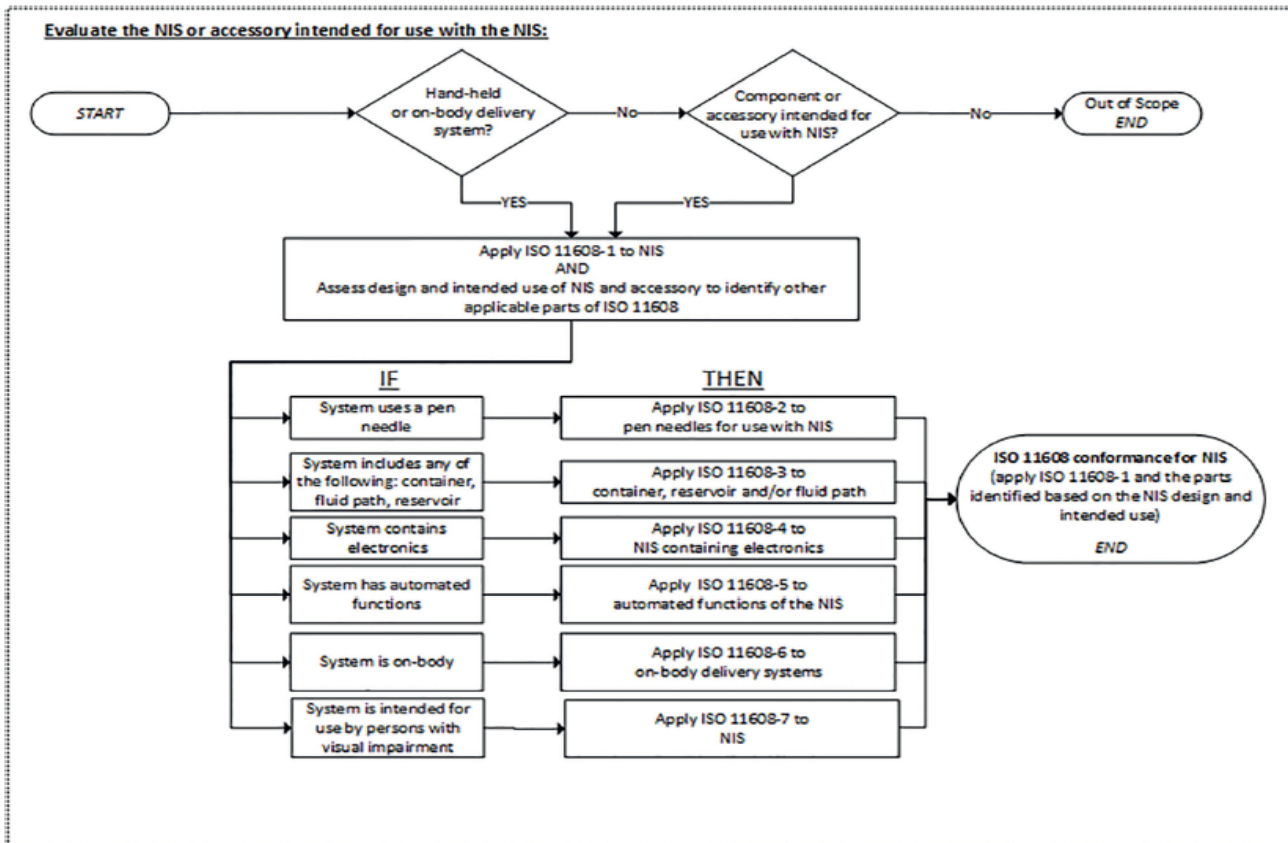 Evaluate the NIS or accessory intended for use with the NIS:
START
Hand-held
or on-body delivery
system?
No
Component or
accessory intended for
use with NIS?
No
Out of Scope
END
YES
YES
Apply ISO 11608-1 to NIS
AND
Assess design and intended use of NIS and accessory to identify other
applicable parts of ISO 11608
IF
THEN
System uses a pen
needle
Apply ISO 11608-2 to
pen needles for use with NIS
System includes any of
the following: container,
fluid path, reservoir
Apply ISO 11608-3 to
container, reservoir and/or fluid path
System contains
electronics
Apply ISO 11608-4 to
NIS containing electronics
System has automated
functions
Apply ISO 11608-5 to
automated functions of the NIS
System is on-body
Apply ISO 11608-6 to
on-body delivery systems
System is intended for
use by persons with
visual impairment
Apply ISO 11608-7 to
NIS
ISO 11608 conformance for NIS
(apply ISO 11608-1 and the parts
identified based on the NIS design and
intended use)
END